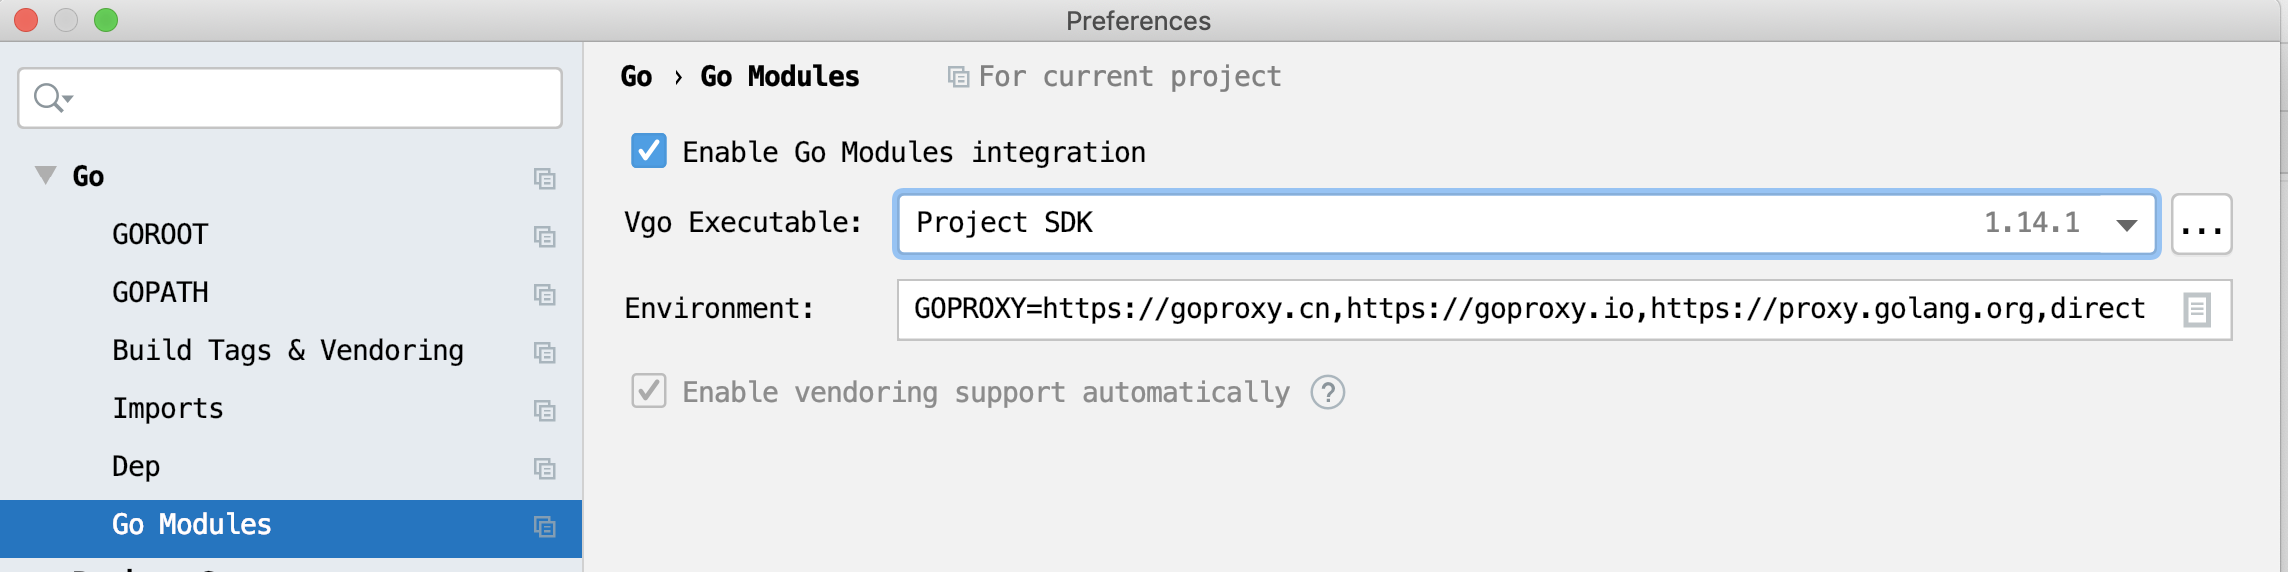 Preferences
Go
GOROOT
GOPATH
Build Tags & Vendoring
Imports
Dep
Go Modules
Go › Go Modules For current project
Enable Go Modules integration
Vgo Executable: Project SDK 1.14.1 ...
Environment: GOPROXY=https://goproxy.cn,https://goproxy.io,https://proxy.golang.org,direct
Enable vendoring support automatically ?